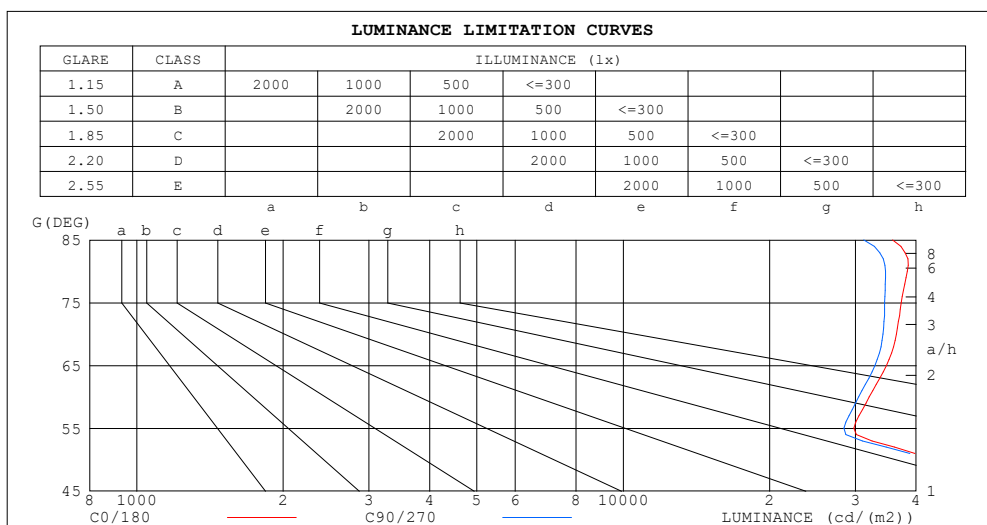 LUMINANCE LIMITATION CURVES
GLARE CLASS ILLUMINANCE (lx)
1.15 A 2000 1000 500 <=300
1.50 B 2000 1000 500 <=300
1.85 C 2000 1000 500 <=300
2.20 D 2000 1000 500 <=300
2.55 E 2000 1000 500 <=300
a b c d e f g h
G(DEG)
85 a b c d e f g h
8
6
75 4
3
a/h
65 2
55
45 1
8 1000 2 3 4 5 6 8 10000 2 3 4
C0/180 C90/270 LUMINANCE (cd/(m2))